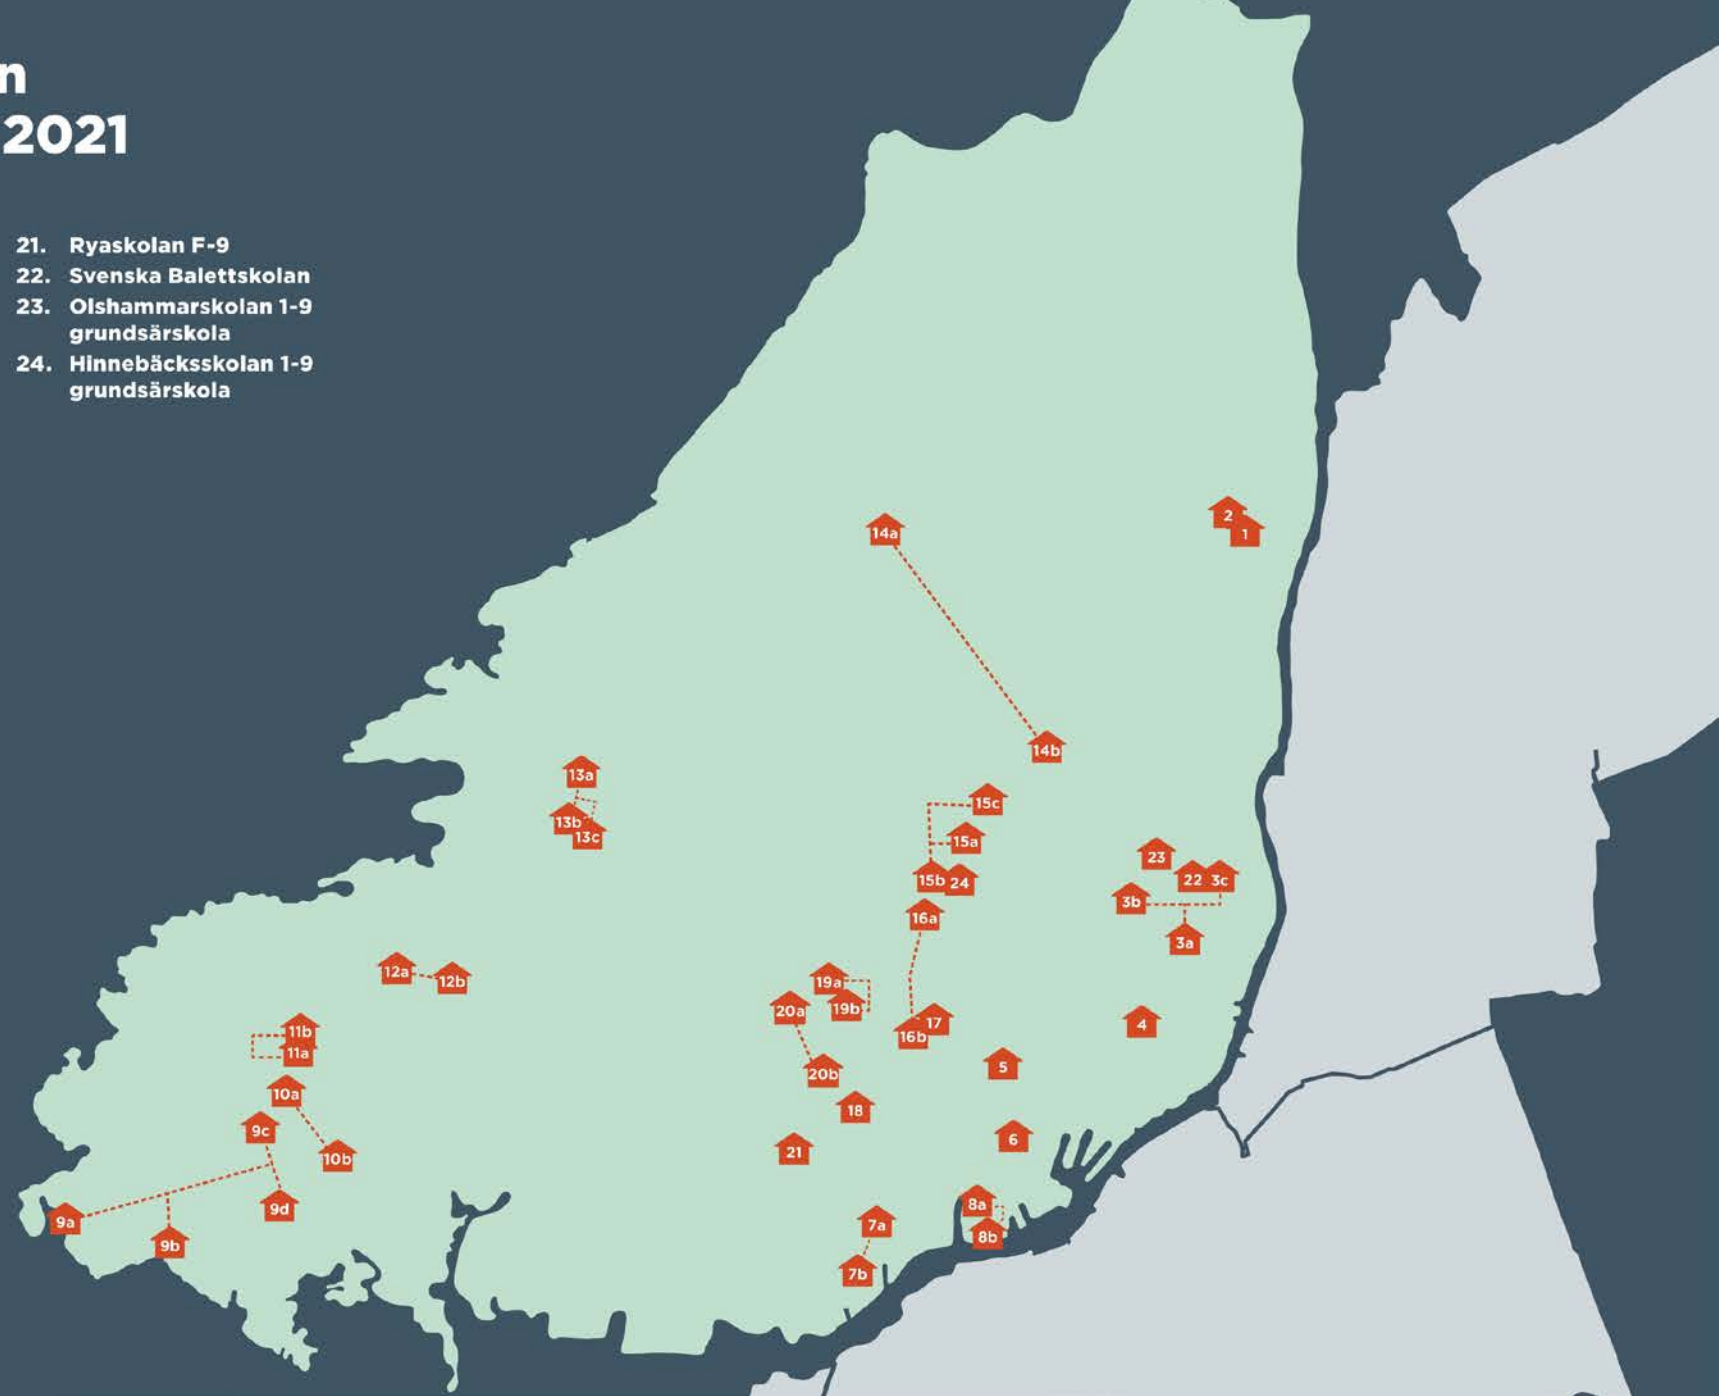 n
2021
21. Ryaskolan F-9
22. Svenska Balettskolan
23. Olshammarskolan 1-9
grundsärskola
24. Hinnebäcksskolan 1-9
grundsärskola
2
1
14a
14b
13a
13b
13c
15c
15a
15b
24
23
22
3c
3b
16a
3a
12a
12b
19a
19b
20a
17
16b
4
11b
11a
5
20b
10a
18
9c
6
21
10b
8a
9d
9a
7a
8b
9b
7b